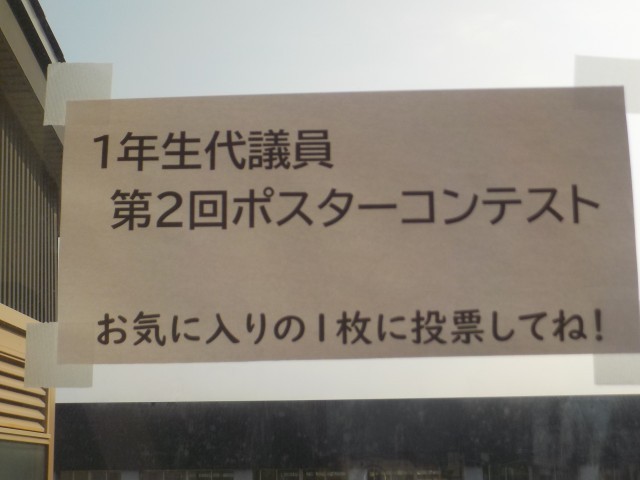 1年生代議員
第2回ポスターコンテスト
お気に入りの1枚に投票してね!